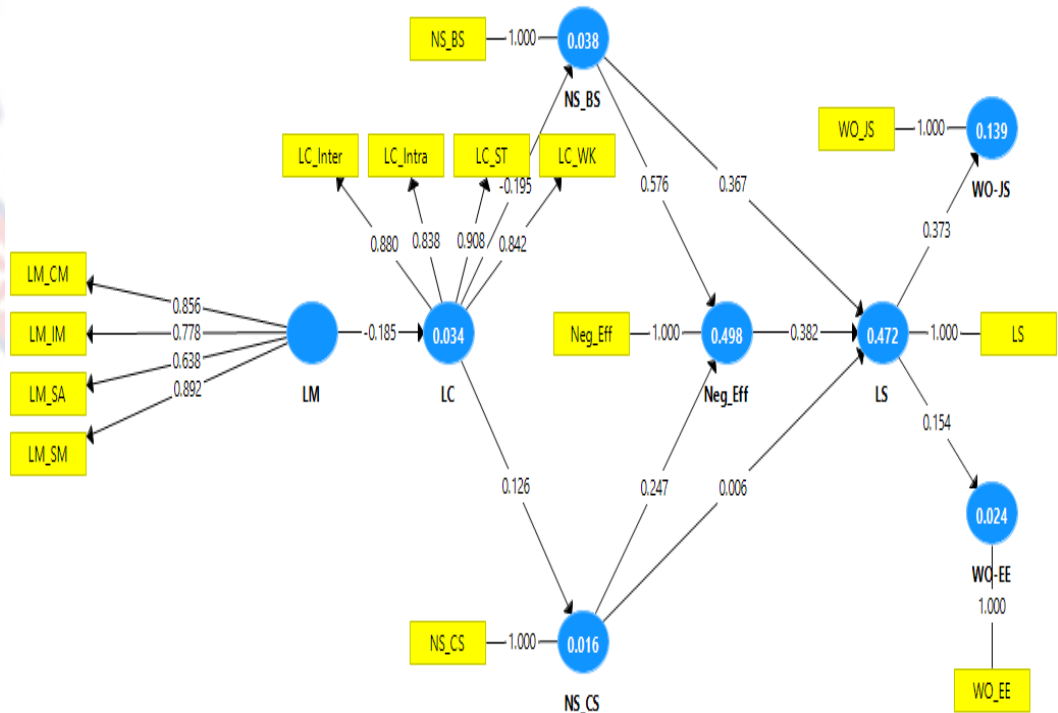 NS_BS
1.000
0.038
NS_BS
WO_JS
1.000
0.139
WO-JS
LC_Inter
LC_Intra
LC_ST
LC_WK
-0.195
0.576
0.367
0.373
0.880
0.838
0.908
0.842
LM_CM
LM_IM
LM_SA
LM_SM
0.856
0.778
0.638
0.892
LM
-0.185
0.034
LC
Neg_Eff
1.000
0.498
Neg_Eff
0.382
0.472
LS
1.000
LS
0.154
0.126
0.247
0.006
0.024
WO-EE
1.000
WO_EE
NS_CS
1.000
0.016
NS_CS